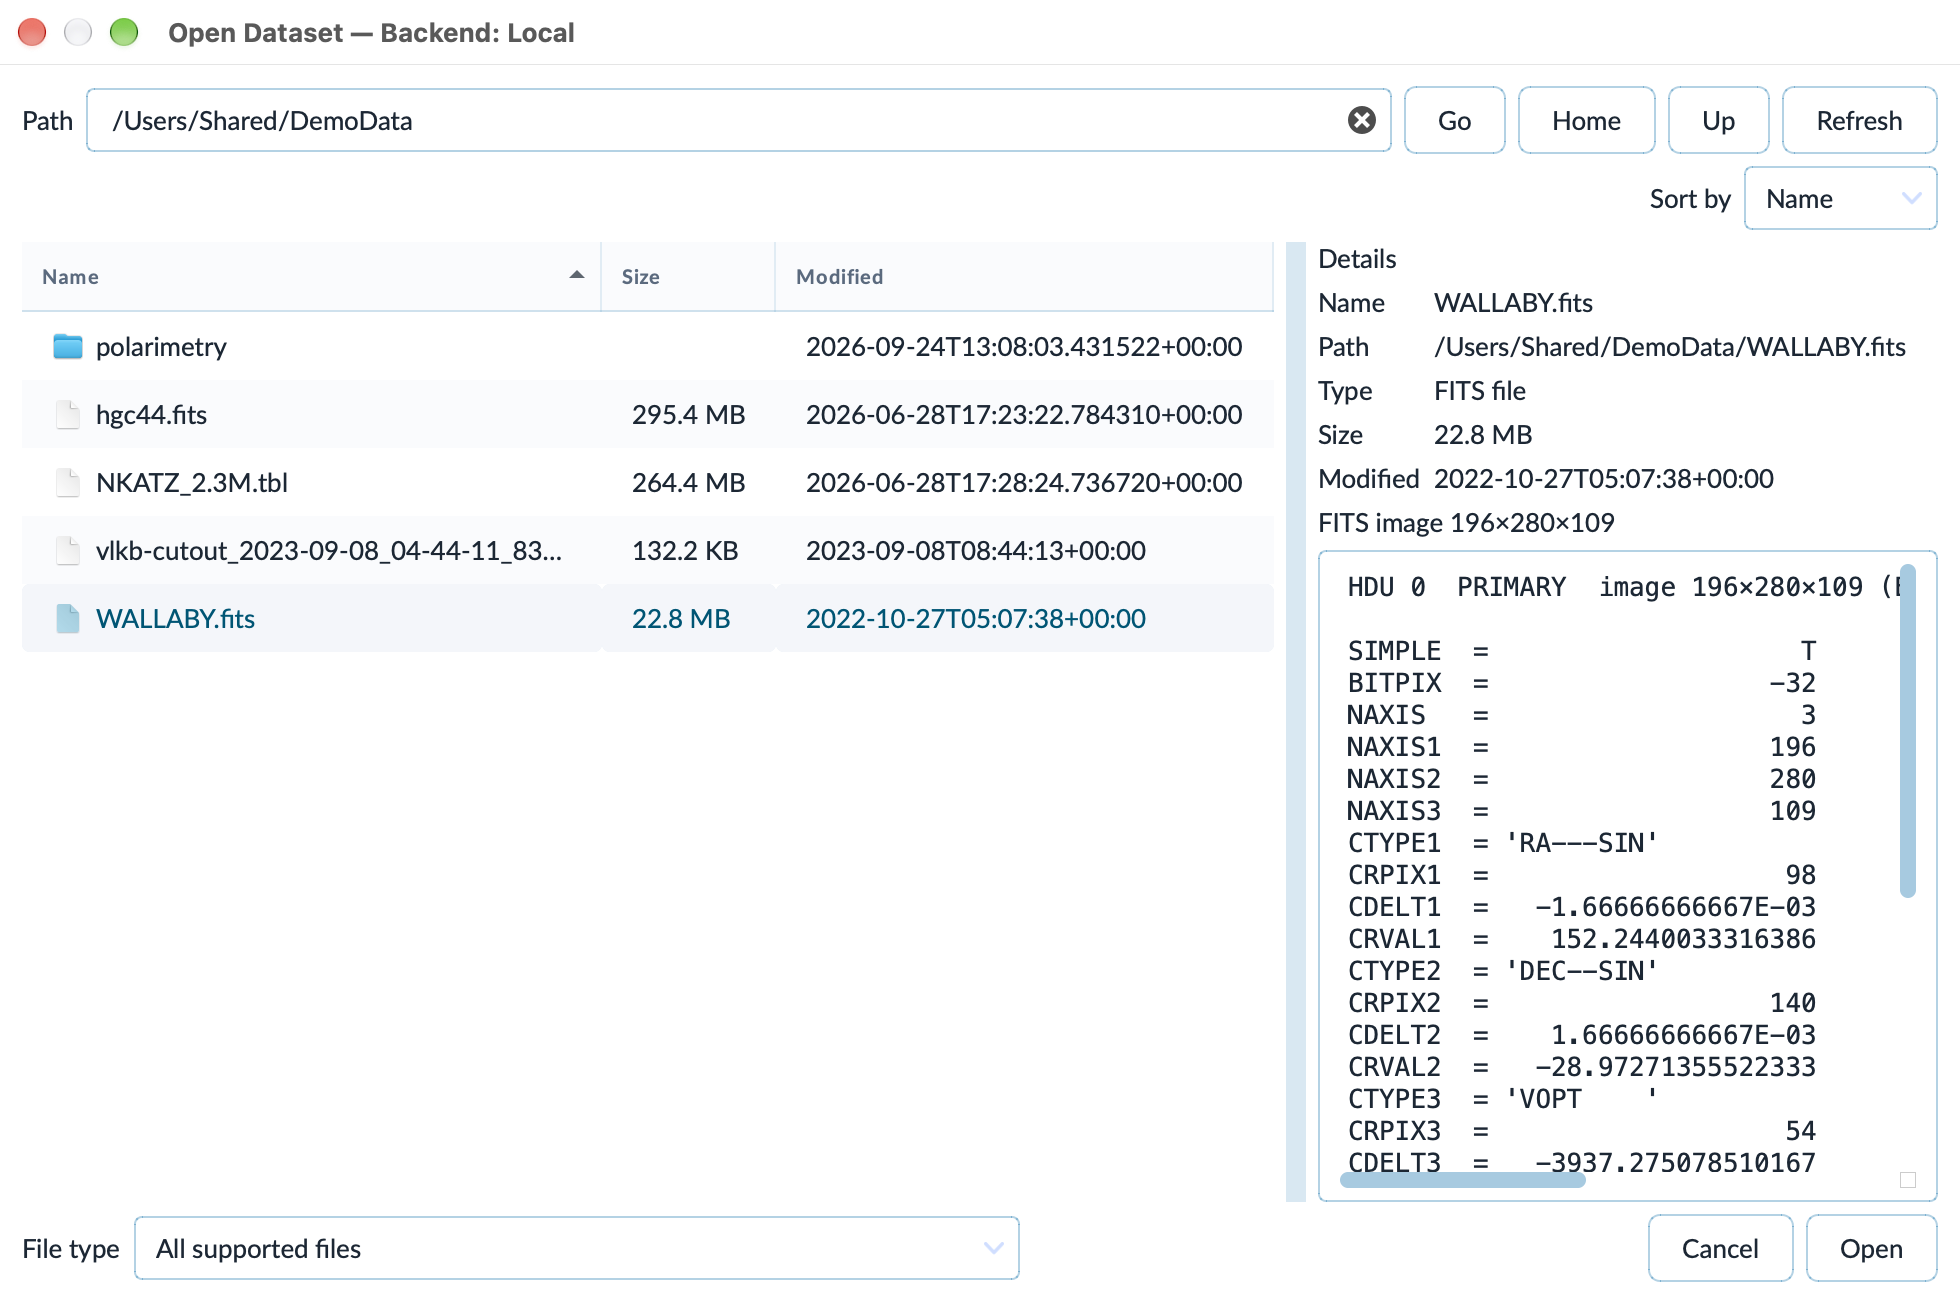 Open Dataset — Backend: Local
Path /Users/Shared/DemoData Go Home Up Refresh
Sort by Name
Name Size Modified
polarimetry 2026-09-24T13:08:03.431522+00:00
hgc44.fits 295.4 MB 2026-06-28T17:23:22.784310+00:00
NKATZ_2.3M.tbl 264.4 MB 2026-06-28T17:28:24.736720+00:00
vlkb-cutout_2023-09-08_04-44-11_83... 132.2 KB 2023-09-08T08:44:13+00:00
WALLABY.fits 22.8 MB 2022-10-27T05:07:38+00:00
Details
Name WALLABY.fits
Path /Users/Shared/DemoData/WALLABY.fits
Type FITS file
Size 22.8 MB
Modified 2022-10-27T05:07:38+00:00
FITS image 196×280×109
HDU 0  PRIMARY  image 196×280×109
SIMPLE  =                    T
BITPIX  =                  -32
NAXIS   =                    3
NAXIS1  =                  196
NAXIS2  =                  280
NAXIS3  =                  109
CTYPE1  = 'RA---SIN'
CRPIX1  =                   98
CDELT1  =   -1.66666666667E-03
CRVAL1  =    152.2440033316386
CTYPE2  = 'DEC--SIN'
CRPIX2  =                  140
CDELT2  =    1.66666666667E-03
CRVAL2  =   -28.97271355522333
CTYPE3  = 'VOPT    '
CRPIX3  =                   54
CDELT3  =   -3937.275078510167
File type All supported files Cancel Open